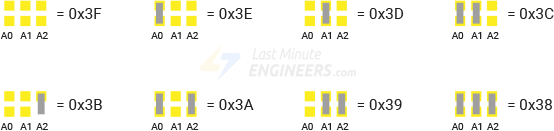 = 0x3F = 0x3E = 0x3D = 0x3C
A0 A1 A2 A0 A1 A2 A0 A1 A2 A0 A1 A2
Last Minute
ENGINEERS.com
= 0x3B = 0x3A = 0x39 = 0x38
A0 A1 A2 A0 A1 A2 A0 A1 A2 A0 A1 A2